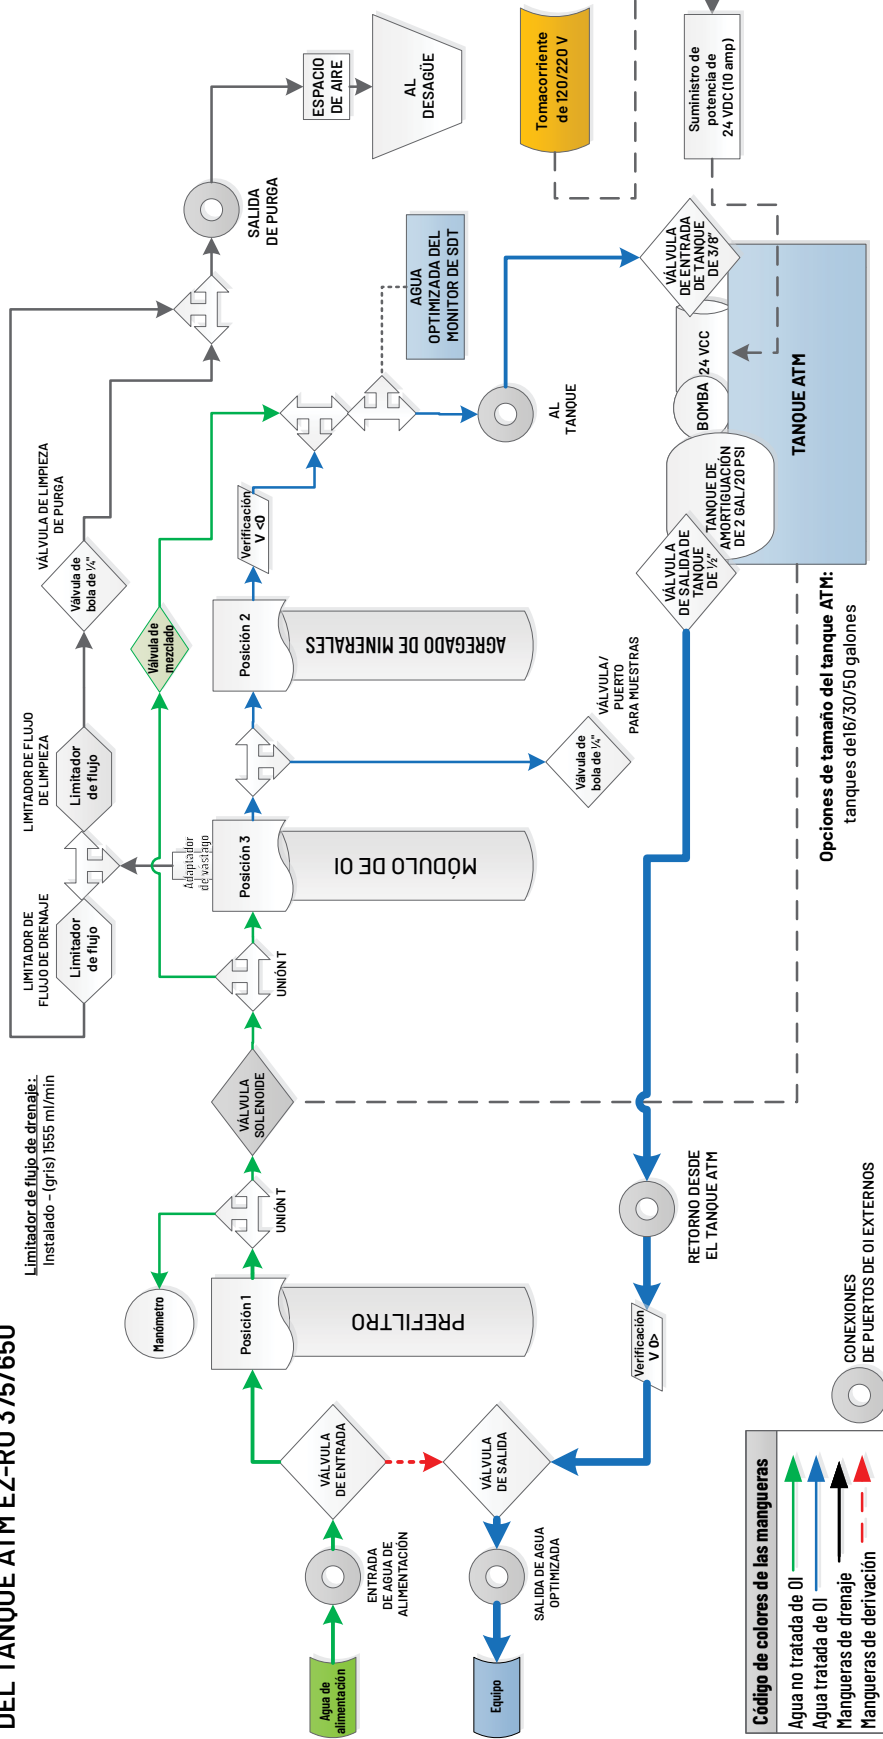 DEL TANQUE ATM EZ-RO 375/650
Limitador de flujo de drenaje:
Instalado - (gris) 1555 ml/min
LIMITADOR DE
FLUJO DE DRENAJE
Limitador
de flujo
LIMITADOR DE FLUJO
DE LIMPIEZA
Limitador
de flujo
VÁLVULA DE LIMPIEZA
DE PURGA
Válvula de
bola de ¼"
SALIDA
DE PURGA
ESPACIO
DE AIRE
AL
DESAGÜE
Manómetro
Válvula de
mezclado
Adaptador
de vástago
Agua de
alimentación
ENTRADA
DE AGUA DE
ALIMENTACIÓN
VÁLVULA
DE ENTRADA
Posición 1
PREFILTRO
UNIÓN T
VÁLVULA
SOLENOIDE
UNIÓN T
Posición 3
MÓDULO DE OI
Posición 2
AGREGADO DE MINERALES
Verificación
V <0
AGUA
OPTIMIZADA DEL
MONITOR DE SDT
AL
TANQUE
VÁLVULA/
PUERTO
PARA MUESTRAS
Válvula de
bola de ¼"
Tomacorriente
de 120/220 V
Suministro de
potencia de
24 VDC (10 amp)
Equipo
SALIDA DE AGUA
OPTIMIZADA
VÁLVULA
DE SALIDA
Verificación
V 0>
RETORNO DESDE
EL TANQUE ATM
VÁLVULA
DE SALIDA DE
TANQUE
DE ½"
TANQUE DE
AMORTIGUACIÓN
DE 2 GAL/20 PSI
BOMBA
24 VCC
VÁLVULA
DE ENTRADA
DE TANQUE
DE 3/8"
TANQUE ATM
Opciones de tamaño del tanque ATM:
tanques de16/30/50 galones
Código de colores de las mangueras
Agua no tratada de OI
Agua tratada de OI
Mangueras de drenaje
Mangueras de derivación
CONEXIONES
DE PUERTOS DE OI EXTERNOS